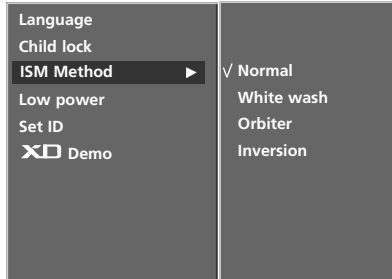 Language
Child lock
ISM Method ▶
Low power
Set ID
XD Demo
√ Normal
White wash
Orbiter
Inversion